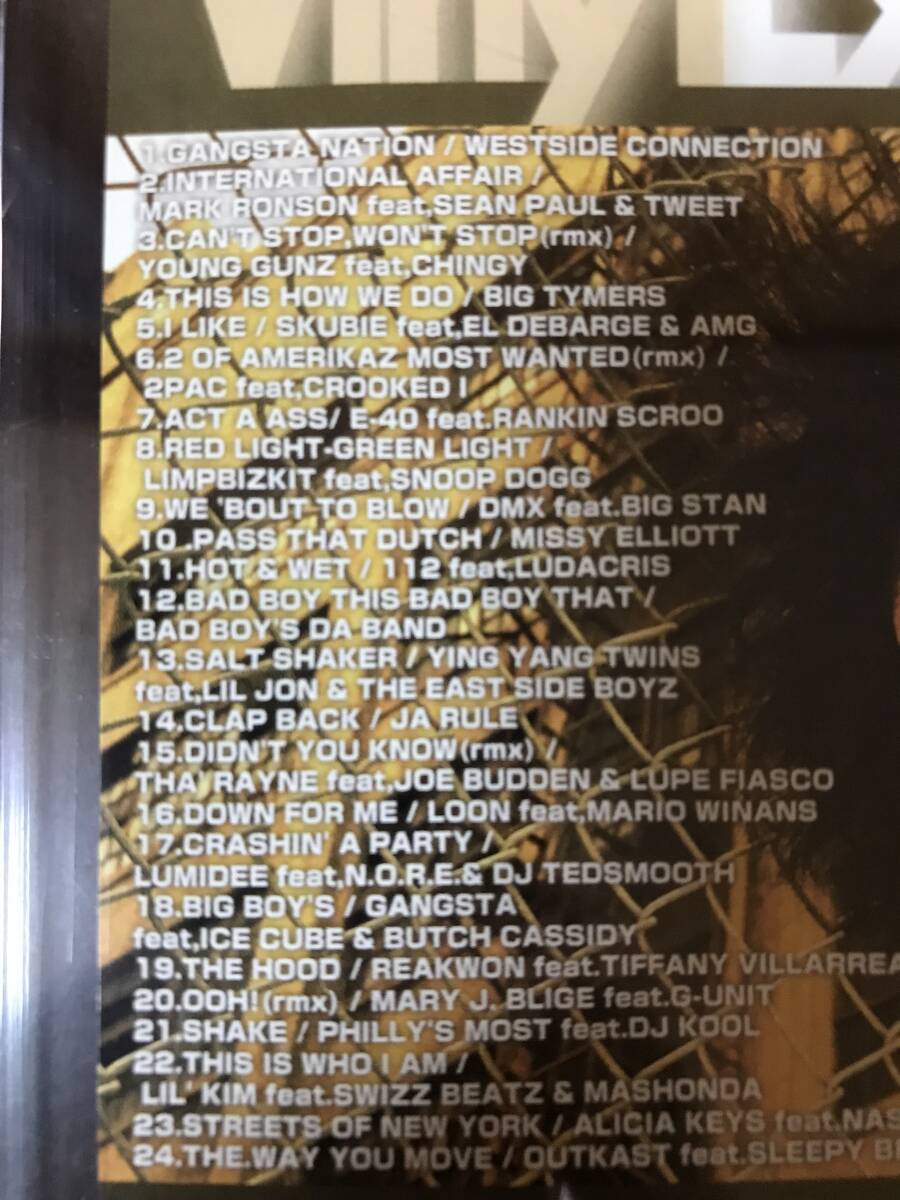 Vinyl
1.GANGSTA NATION / WESTSIDE CONNECTION
2.INTERNATIONAL AFFAIR /
MARK RONSON feat,SEAN PAUL & TWEET
3.CAN'T STOP,WON'T STOP(rmx) /
YOUNG GUNZ feat,CHINGY
4.THIS IS HOW WE DO / BIG TYMERS
5.I LIKE / SKUBIE feat,EL DEBARGE & AMG
6.2 OF AMERIKAZ MOST WANTED(rmx) /
2PAC feat,CROOKED I
7.ACT A ASS/ E-40 feat.RANKIN SCROO
8.RED LIGHT-GREEN LIGHT /
LIMPBIZKIT feat,SNOOP DOGG
9.WE 'BOUT TO BLOW / DMX feat.BIG STAN
10 .PASS THAT DUTCH / MISSY ELLIOTT
11.HOT & WET / 112 feat,LUDACRIS
12.BAD BOY THIS BAD BOY THAT /
BAD BOY'S DA BAND
13.SALT SHAKER / YING YANG TWINS
feat,LIL JON & THE EAST SIDE BOYZ
14.CLAP BACK / JA RULE
15.DIDN'T YOU KNOW(rmx) /
THA' RAYNE feat.JOE BUDDEN & LUPE FIASCO
16.DOWN FOR ME / LOON feat,MARIO WINANS
17.CRASHIN' A PARTY /
LUMIDEE feat,N.O.R.E.& DJ TEDSMOOTH
18.BIG BOY'S / GANGSTA
feat,ICE CUBE & BUTCH CASSIDY
19.THE HOOD / REAKWON feat.TIFFANY VILLARREA
20.OOH!(rmx) / MARY J. BLIGE feat.G-UNIT
21.SHAKE / PHILLY'S MOST feat.DJ KOOL
22.THIS IS WHO I AM /
LIL' KIM feat.SWIZZ BEATZ & MASHONDA
23.STREETS OF NEW YORK / ALICIA KEYS feat.NAS
24.THE.WAY YOU MOVE / OUTKAST feat.SLEEPY